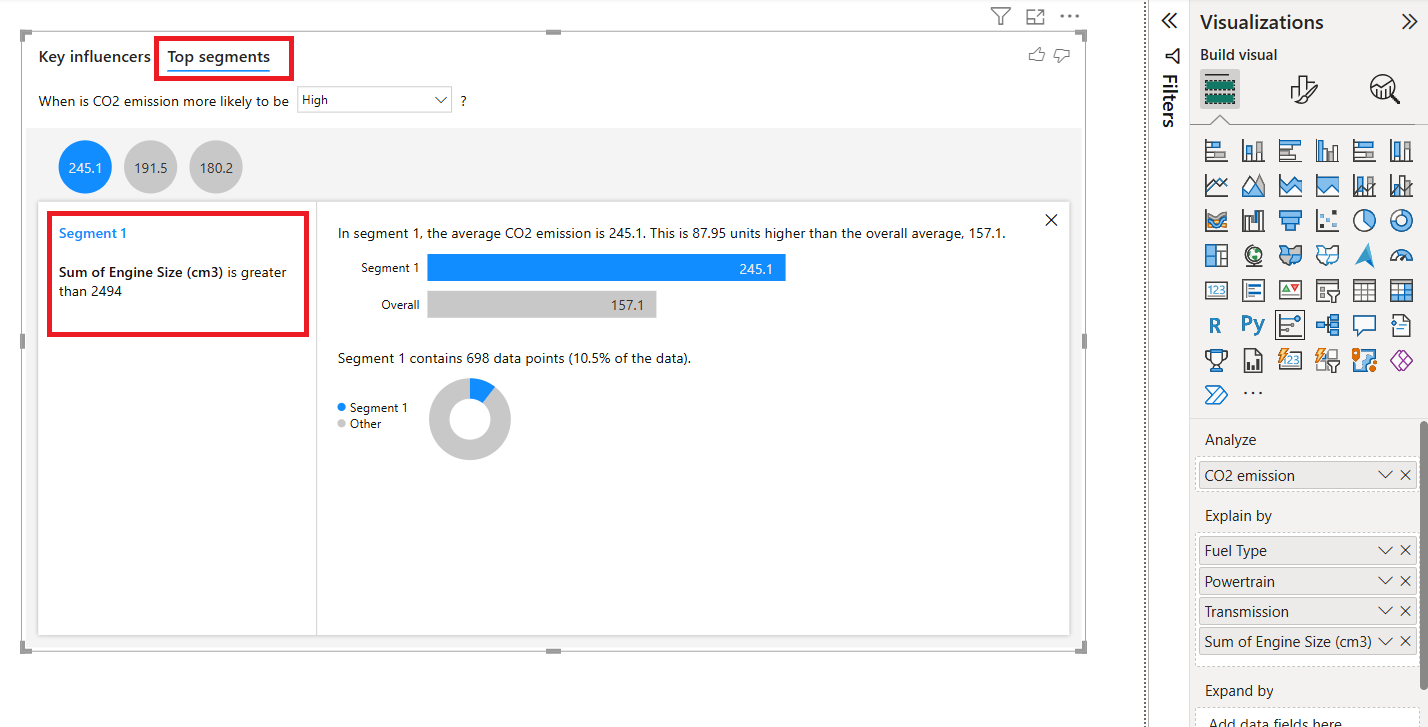 Key influencers
Top segments
When is CO2 emission more likely to be
High
?
245.1
191.5
180.2
Segment 1
Sum of Engine Size (cm3) is greater
than 2494
In segment 1, the average CO2 emission is 245.1. This is 87.95 units higher than the overall average, 157.1.
Segment 1
245.1
Overall
157.1
Segment 1 contains 698 data points (10.5% of the data).
Segment 1
Other
Filters
Visualizations
Build visual
123
R
Py
123
Analyze
CO2 emission
Explain by
Fuel Type
Powertrain
Transmission
Sum of Engine Size (cm3)
Expand by
Add data fields here